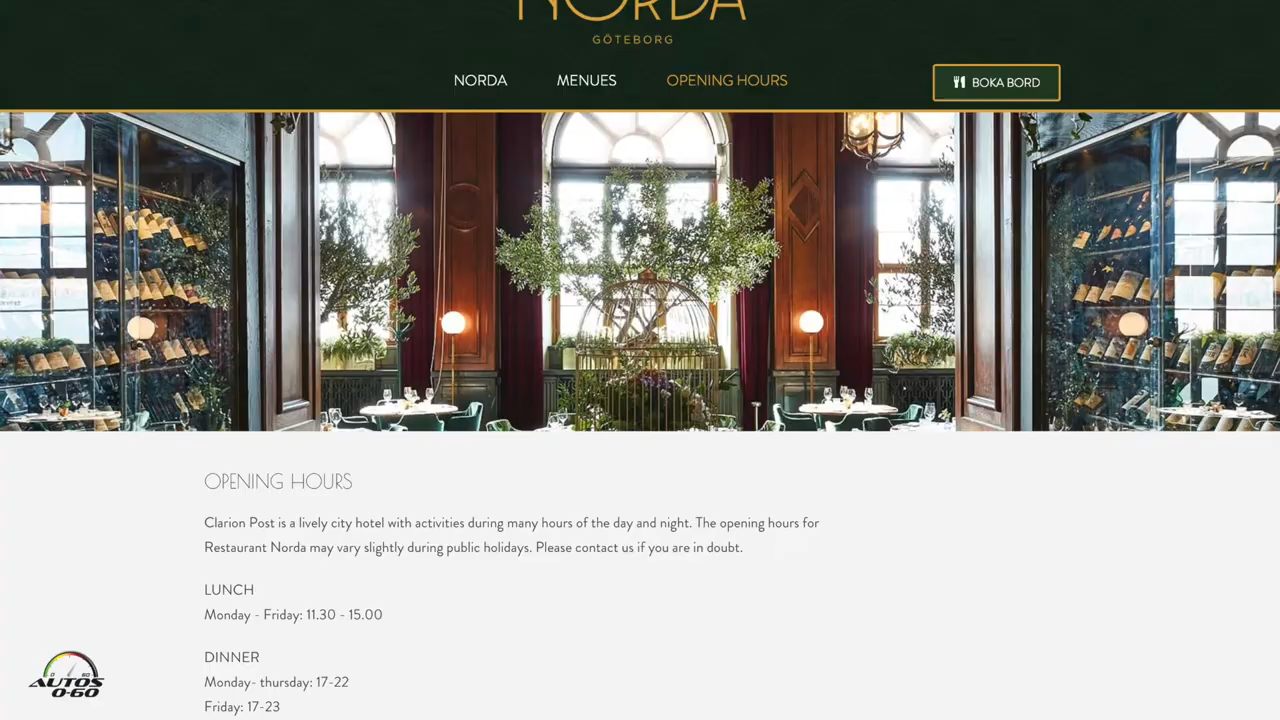 NORDA
GÖTEBORG
NORDA
MENUES
OPENING HOURS
BOKA BORD
OPENING HOURS
Clarion Post is a lively city hotel with activities during many hours of the day and night. The opening hours for
Restaurant Norda may vary slightly during public holidays. Please contact us if you are in doubt.
LUNCH
Monday - Friday: 11.30 - 15.00
DINNER
Monday- thursday: 17-22
Friday: 17-23
0 60
AUTOS
0-60